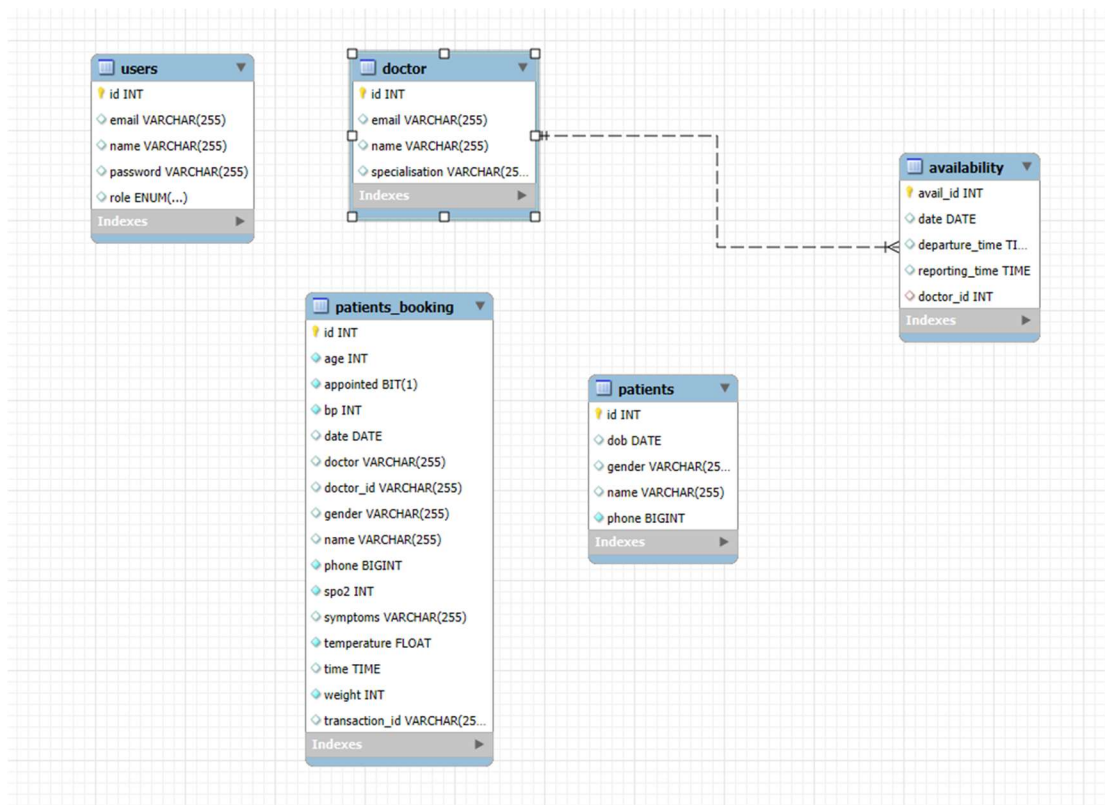 users
id INT
email VARCHAR(255)
name VARCHAR(255)
password VARCHAR(255)
role ENUM(...)
Indexes
doctor
id INT
email VARCHAR(255)
name VARCHAR(255)
specialisation VARCHAR(25...
Indexes
availability
avail_id INT
date DATE
departure_time TI...
reporting_time TIME
doctor_id INT
Indexes
patients_booking
id INT
age INT
appointed BIT(1)
bp INT
date DATE
doctor VARCHAR(255)
doctor_id VARCHAR(255)
gender VARCHAR(255)
name VARCHAR(255)
phone BIGINT
spo2 INT
symptoms VARCHAR(255)
temperature FLOAT
time TIME
weight INT
transaction_id VARCHAR(25...
Indexes
patients
id INT
dob DATE
gender VARCHAR(25...
name VARCHAR(255)
phone BIGINT
Indexes